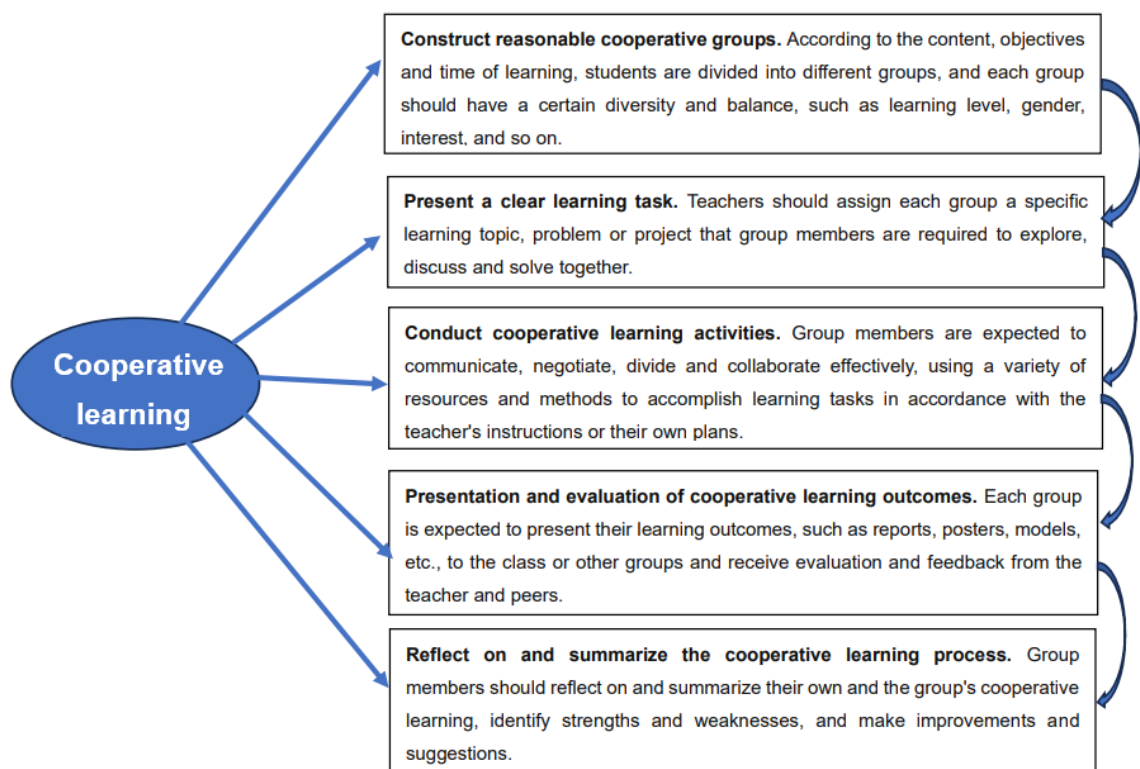 Construct reasonable cooperative groups. According to the content, objectives
and time of learning, students are divided into different groups, and each group
should have a certain diversity and balance, such as learning level, gender,
interest, and so on.
Present a clear learning task. Teachers should assign each group a specific
learning topic, problem or project that group members are required to explore,
discuss and solve together.
Cooperative
learning
Conduct cooperative learning activities. Group members are expected to
communicate, negotiate, divide and collaborate effectively, using a variety of
resources and methods to accomplish learning tasks in accordance with the
teacher's instructions or their own plans.
Presentation and evaluation of cooperative learning outcomes. Each group
is expected to present their learning outcomes, such as reports, posters, models,
etc., to the class or other groups and receive evaluation and feedback from the
teacher and peers.
Reflect on and summarize the cooperative learning process. Group
members should reflect on and summarize their own and the group's cooperative
learning, identify strengths and weaknesses, and make improvements and
suggestions.